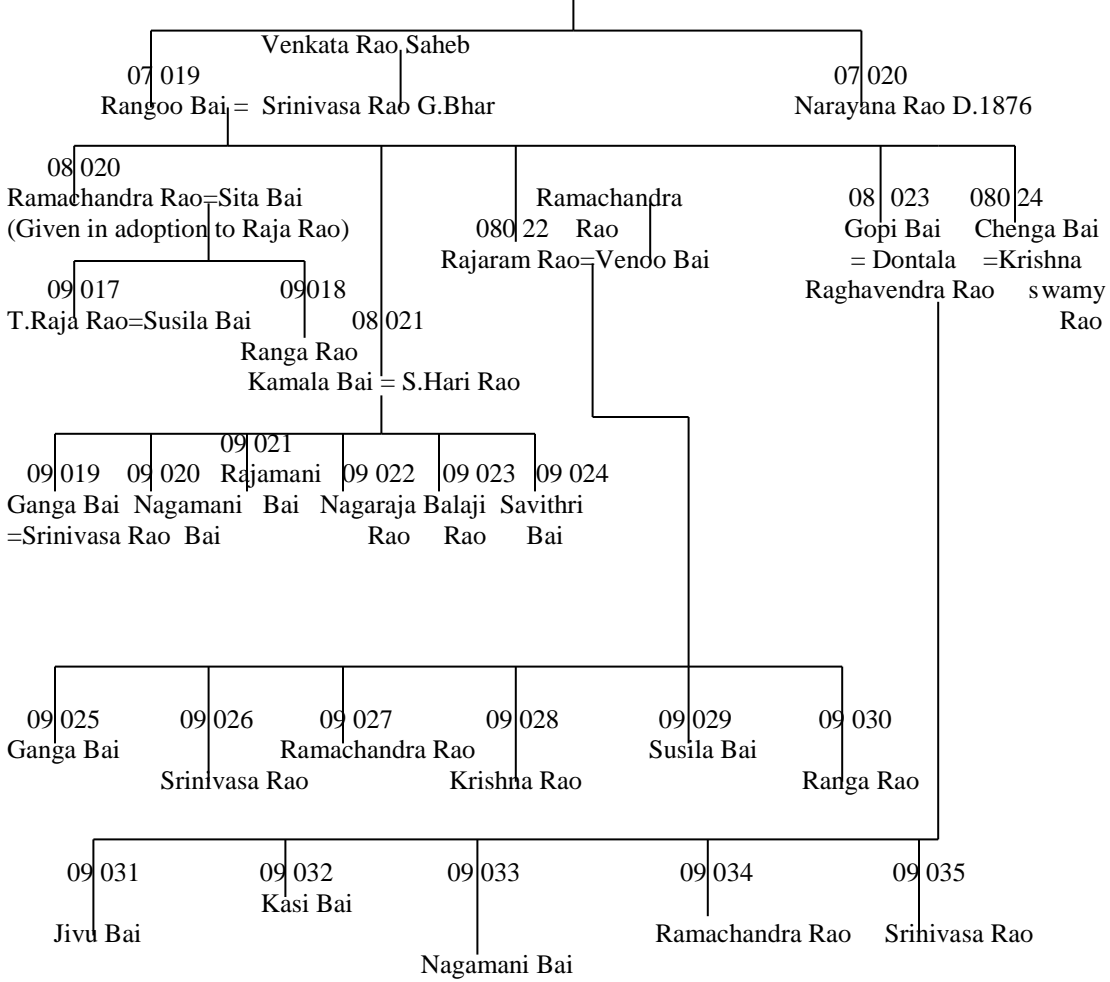 Venkata Rao Saheb
07 019 07 020
Rangoo Bai = Srinivasa Rao G.Bhar Narayana Rao D.1876
08 020
Ramachandra Rao=Sita Bai Ramachandra 08 023 080 24
(Given in adoption to Raja Rao) 080 22 Rao Gopi Bai Chenga Bai
Rajaram Rao=Venoo Bai = Dontala =Krishna
09 017 09018 Raghavendra Rao swamy
T.Raja Rao=Susila Bai 08 021 Rao
Ranga Rao
Kamala Bai = S.Hari Rao
09 021
09 019 09 020 Rajamani 09 022 09 023 09 024
Ganga Bai Nagamani Bai Nagaraja Balaji Savithri
=Srinivasa Rao Bai Rao Rao Bai
09 025 09 026 09 027 09 028 09 029 09 030
Ganga Bai Ramachandra Rao Susila Bai
Srinivasa Rao Krishna Rao Ranga Rao
09 031 09 032 09 033 09 034 09 035
Kasi Bai
Jivu Bai Ramachandra Rao Srinivasa Rao
Nagamani Bai